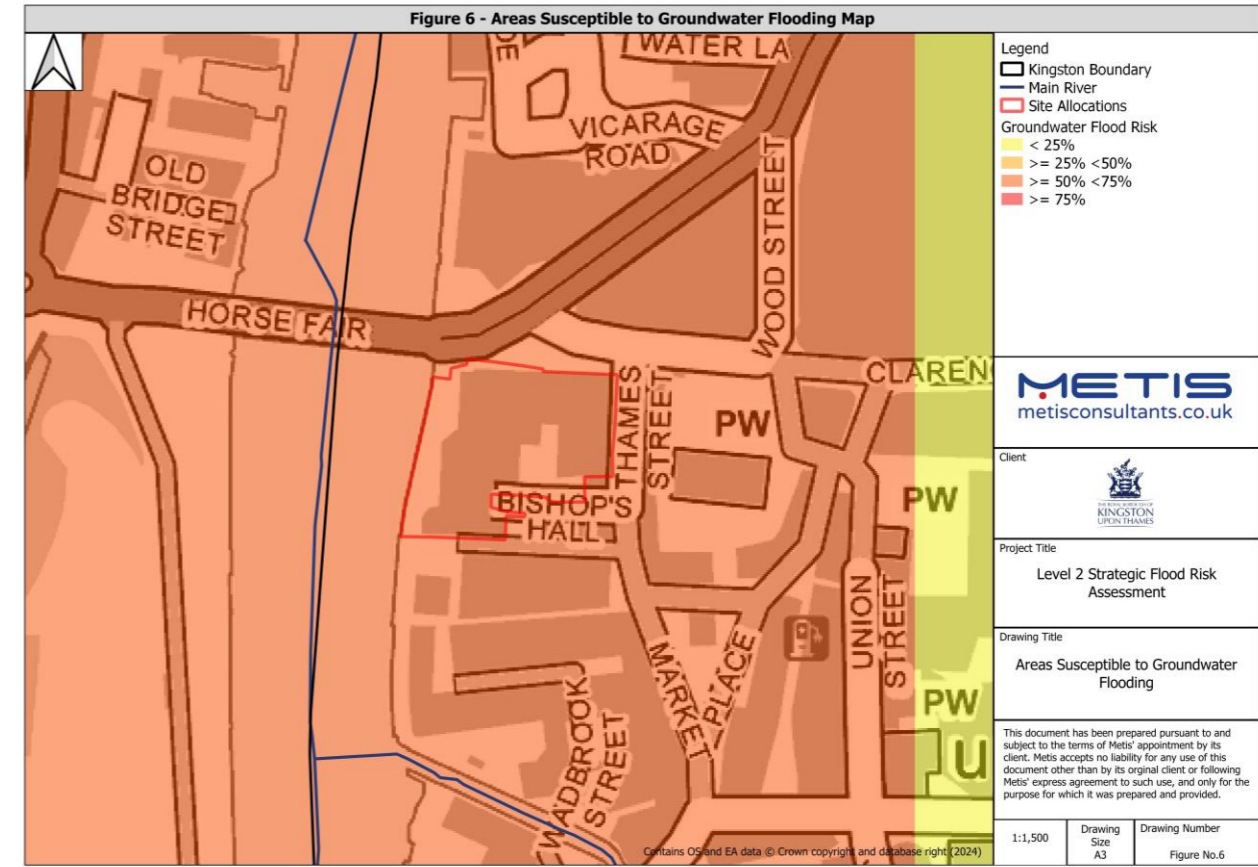 Figure 6 - Areas Susceptible to Groundwater Flooding Map
WATER LA
VICARAGE
ROAD
OLD
BRIDGE
STREET
WOOD STREET
HORSE FAIR
CLAREN
THAMES
STREET
PW
BISHOP'S
HALL
PW
UNION
STREET
MARKET
PLACE
PW
WADBROOK
STREET
Contains OS and EA data © Crown copyright and database right (2024)
Legend
Kingston Boundary
Main River
Site Allocations
Groundwater Flood Risk
< 25%
>= 25% <50%
>= 50% <75%
>= 75%
METIS
metisconsultants.co.uk
Client
THE ROYAL BOROUGH OF
KINGSTON
UPON THAMES
Project Title
Level 2 Strategic Flood Risk
Assessment
Drawing Title
Areas Susceptible to Groundwater
Flooding
This document has been prepared pursuant to and
subject to the terms of Metis' appointment by its
client. Metis accepts no liability for any use of this
document other than by its orginal client or following
Metis' express agreement to such use, and only for the
purpose for which it was prepared and provided.
1:1,500
Drawing
Size
A3
Drawing Number
Figure No.6